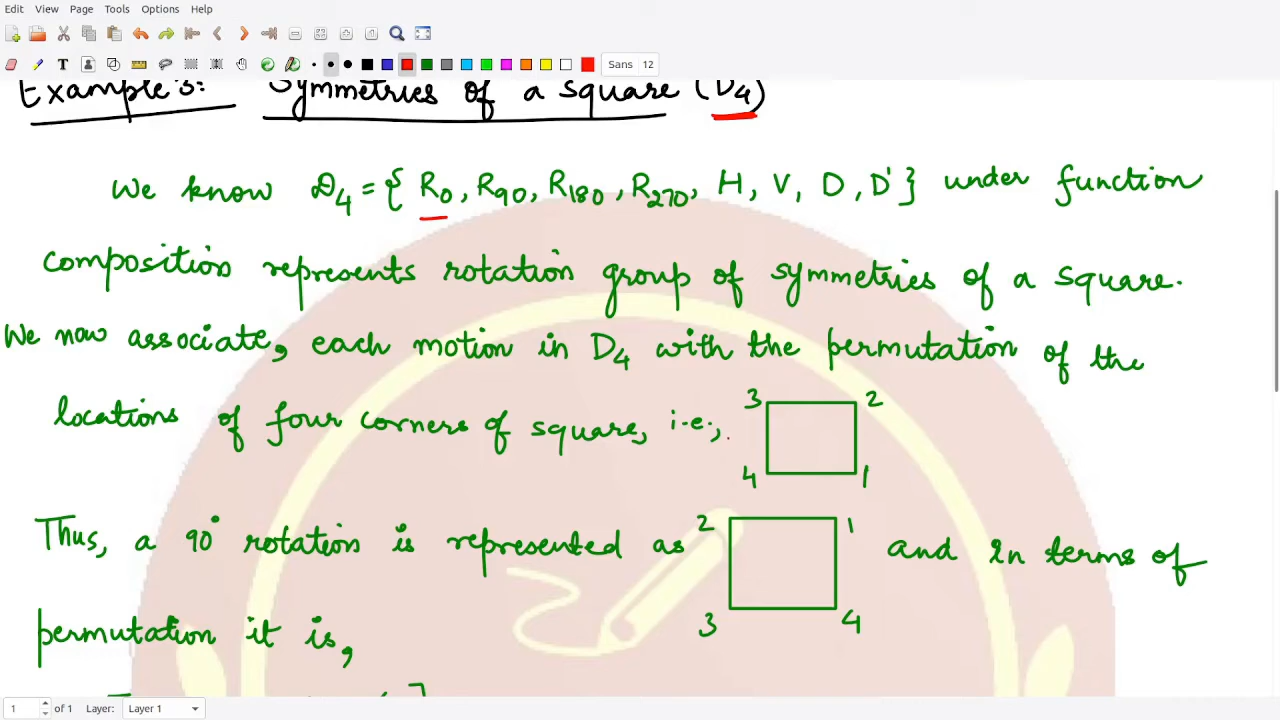 Edit View Page Tools Options Help
Sans 12
Example 3: Symmetries of a square (D4)
We know D4 = { R0, R90, R180, R270, H, V, D, D' } under function
composition represents rotation group of symmetries of a square.
We now associate, each motion in D4 with the permutation of the
locations of four corners of square, i.e.,
3 2
4 1
Thus, a 90° rotation is represented as
2 1
3 4
and in terms of
permutation it is,
1 of 1 Layer: Layer 1